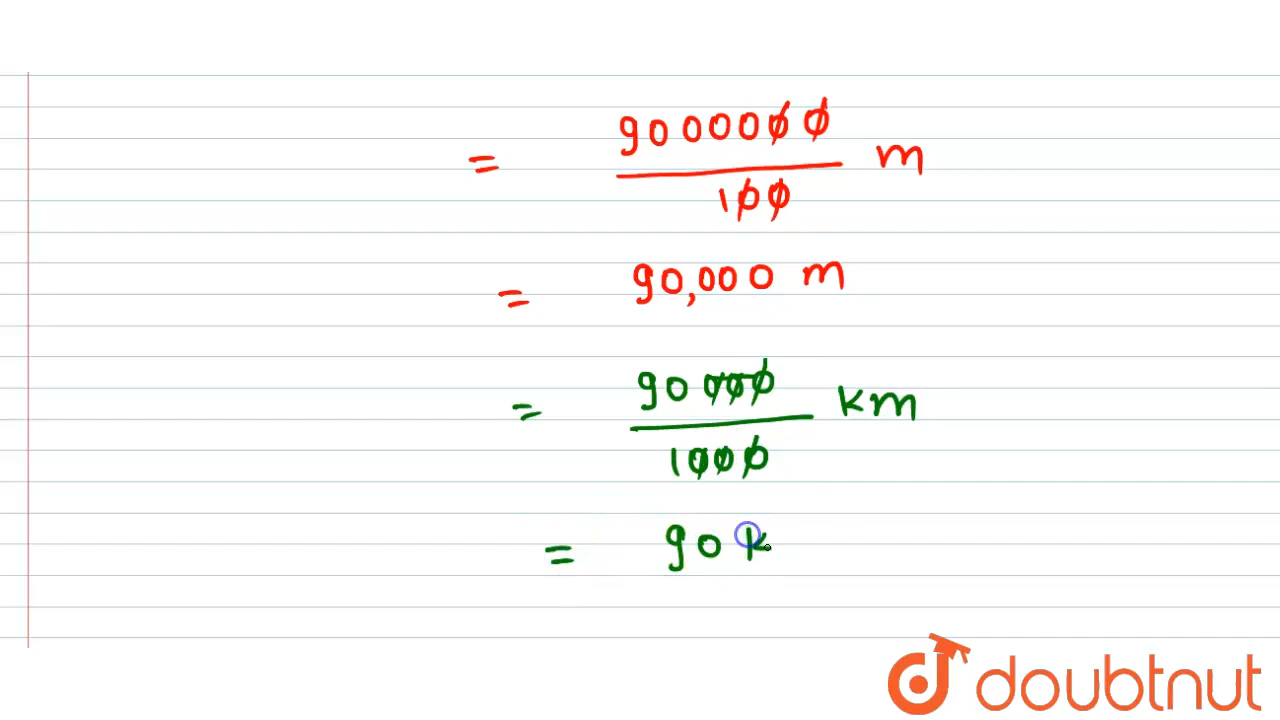 = 9000000
100 m
= 90,000 m
= 90000
1000 km
= 90 k
doubtnut